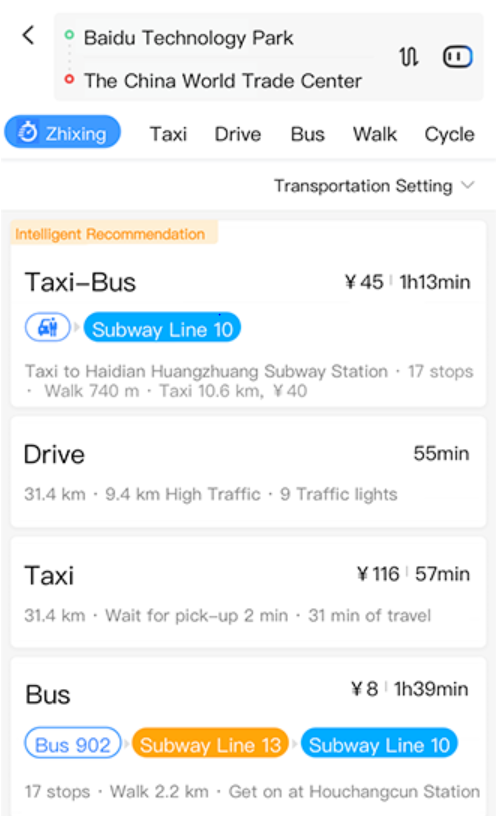 Baidu Technology Park
The China World Trade Center
Zhixing Taxi Drive Bus Walk Cycle
Transportation Setting
Intelligent Recommendation
Taxi-Bus ¥45 1h13min
Subway Line 10
Taxi to Haidian Huangzhuang Subway Station · 17 stops
· Walk 740 m · Taxi 10.6 km, ¥40
Drive 55min
31.4 km · 9.4 km High Traffic · 9 Traffic lights
Taxi ¥116 57min
31.4 km · Wait for pick-up 2 min · 31 min of travel
Bus ¥8 1h39min
Bus 902 Subway Line 13 Subway Line 10
17 stops · Walk 2.2 km · Get on at Houchangcun Station